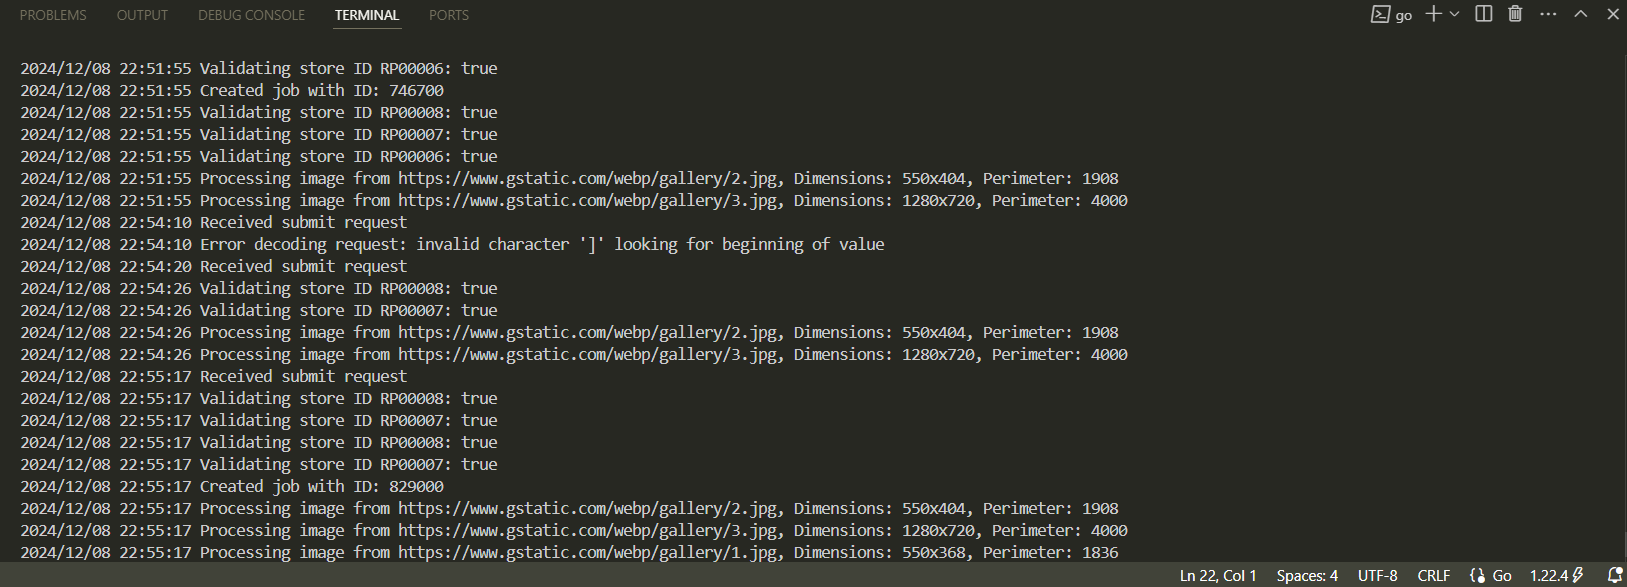 PROBLEMS OUTPUT DEBUG CONSOLE TERMINAL PORTS go
2024/12/08 22:51:55 Validating store ID RP00006: true
2024/12/08 22:51:55 Created job with ID: 746700
2024/12/08 22:51:55 Validating store ID RP00008: true
2024/12/08 22:51:55 Validating store ID RP00007: true
2024/12/08 22:51:55 Validating store ID RP00006: true
2024/12/08 22:51:55 Processing image from https://www.gstatic.com/webp/gallery/2.jpg, Dimensions: 550x404, Perimeter: 1908
2024/12/08 22:51:55 Processing image from https://www.gstatic.com/webp/gallery/3.jpg, Dimensions: 1280x720, Perimeter: 4000
2024/12/08 22:54:10 Received submit request
2024/12/08 22:54:10 Error decoding request: invalid character ']' looking for beginning of value
2024/12/08 22:54:20 Received submit request
2024/12/08 22:54:26 Validating store ID RP00008: true
2024/12/08 22:54:26 Validating store ID RP00007: true
2024/12/08 22:54:26 Processing image from https://www.gstatic.com/webp/gallery/2.jpg, Dimensions: 550x404, Perimeter: 1908
2024/12/08 22:54:26 Processing image from https://www.gstatic.com/webp/gallery/3.jpg, Dimensions: 1280x720, Perimeter: 4000
2024/12/08 22:55:17 Received submit request
2024/12/08 22:55:17 Validating store ID RP00008: true
2024/12/08 22:55:17 Validating store ID RP00007: true
2024/12/08 22:55:17 Validating store ID RP00008: true
2024/12/08 22:55:17 Validating store ID RP00007: true
2024/12/08 22:55:17 Created job with ID: 829000
2024/12/08 22:55:17 Processing image from https://www.gstatic.com/webp/gallery/2.jpg, Dimensions: 550x404, Perimeter: 1908
2024/12/08 22:55:17 Processing image from https://www.gstatic.com/webp/gallery/3.jpg, Dimensions: 1280x720, Perimeter: 4000
2024/12/08 22:55:17 Processing image from https://www.gstatic.com/webp/gallery/1.jpg, Dimensions: 550x368, Perimeter: 1836
Ln 22, Col 1 Spaces: 4 UTF-8 CRLF Go 1.22.4